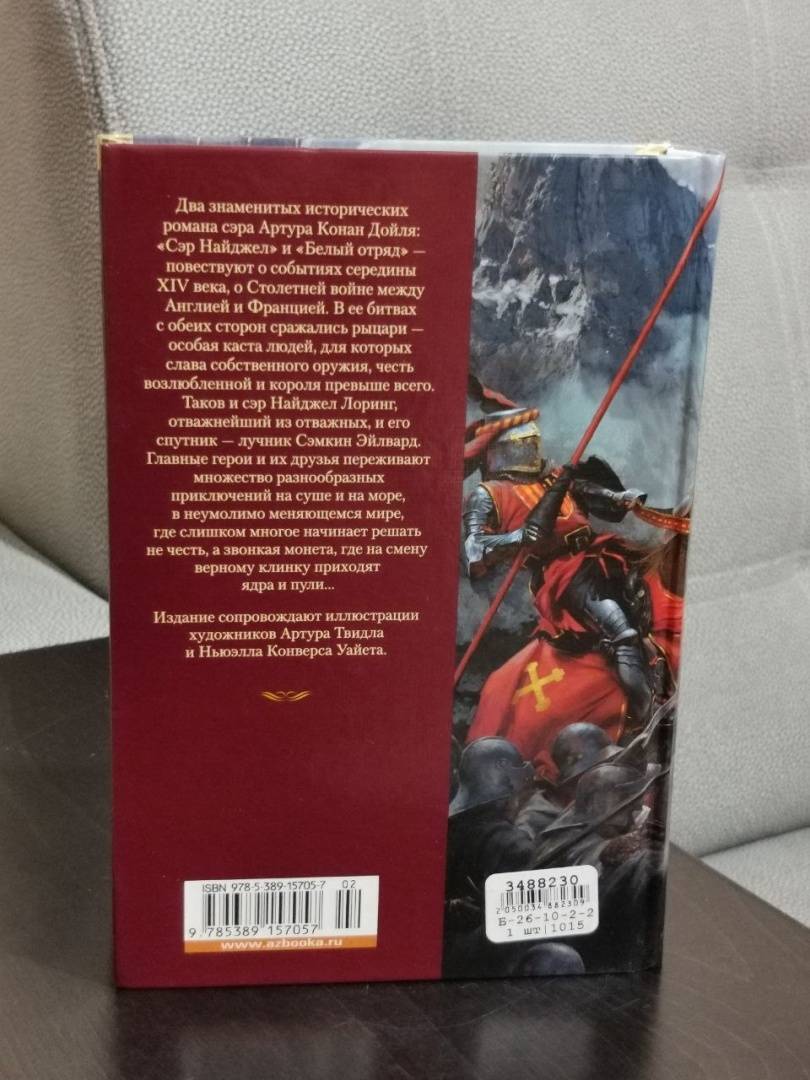 Два знаменитых исторических
романа сэра Артура Конан Дойля:
«Сэр Найджел» и «Белый отряд» —
повествуют о событиях середины
XIV века, о Столетней войне между
Англией и Францией. В ее битвах
с обеих сторон сражались рыцари —
особая каста людей, для которых
слава собственного оружия, честь
возлюбленной и короля превыше всего.
Таков и сэр Найджел Лоринг,
отважнейший из отважных, и его
спутник — лучник Сэмкин Эйлвард.
Главные герои и их друзья переживают
множество разнообразных
приключений на суше и на море,
в неумолимо меняющемся мире,
где слишком многое начинает решать
не честь, а звонкая монета, где на смену
верному клинку приходят
ядра и пули...
Издание сопровождают иллюстрации
художников Артура Твидла
и Ньюэлла Конверса Уайета.
ISBN 978-5-389-15705-7 02
9 785389 157057
www.azbooka.ru
3488230
2 050034 882309
Б-26-10-2-2
1 шт|1015